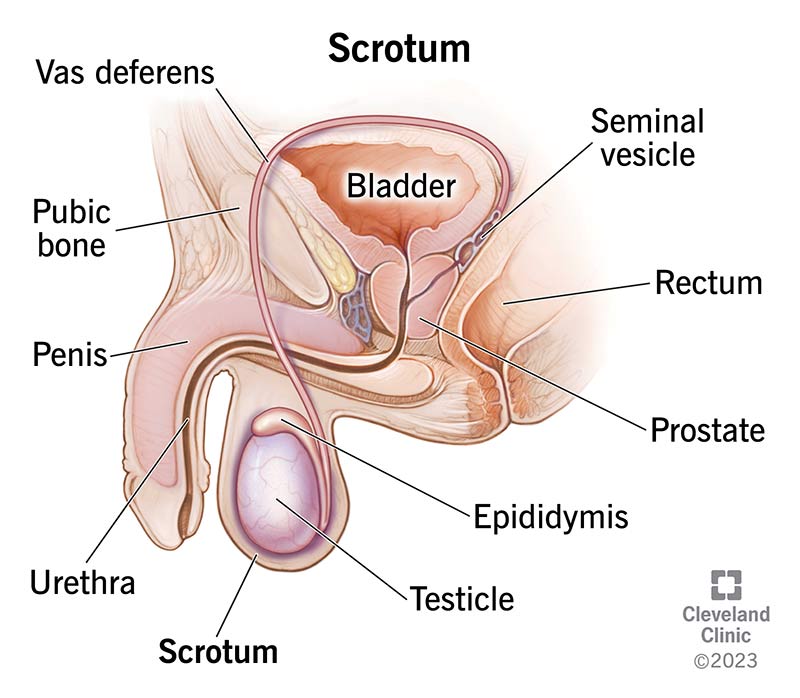 Scrotum
Vas deferens
Seminal
vesicle
Bladder
Pubic
bone
Rectum
Penis
Prostate
Epididymis
Urethra
Testicle
Scrotum
Cleveland
Clinic
©2023